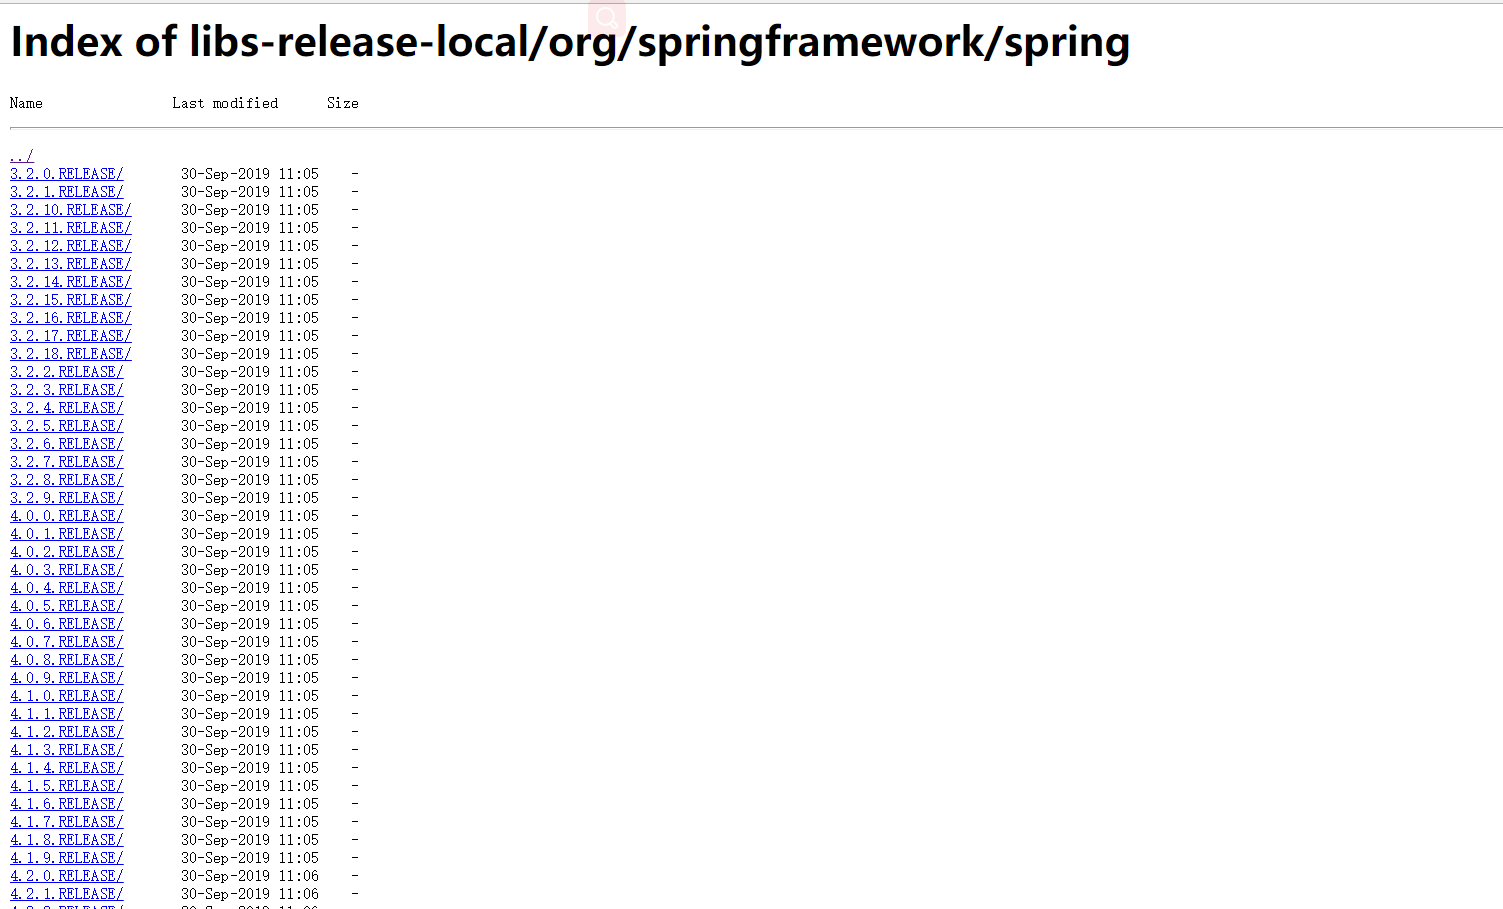 Index of libs-release-local/org/springframework/spring
Name Last modified Size
../
3.2.0.RELEASE/ 30-Sep-2019 11:05 -
3.2.1.RELEASE/ 30-Sep-2019 11:05 -
3.2.10.RELEASE/ 30-Sep-2019 11:05 -
3.2.11.RELEASE/ 30-Sep-2019 11:05 -
3.2.12.RELEASE/ 30-Sep-2019 11:05 -
3.2.13.RELEASE/ 30-Sep-2019 11:05 -
3.2.14.RELEASE/ 30-Sep-2019 11:05 -
3.2.15.RELEASE/ 30-Sep-2019 11:05 -
3.2.16.RELEASE/ 30-Sep-2019 11:05 -
3.2.17.RELEASE/ 30-Sep-2019 11:05 -
3.2.18.RELEASE/ 30-Sep-2019 11:05 -
3.2.2.RELEASE/ 30-Sep-2019 11:05 -
3.2.3.RELEASE/ 30-Sep-2019 11:05 -
3.2.4.RELEASE/ 30-Sep-2019 11:05 -
3.2.5.RELEASE/ 30-Sep-2019 11:05 -
3.2.6.RELEASE/ 30-Sep-2019 11:05 -
3.2.7.RELEASE/ 30-Sep-2019 11:05 -
3.2.8.RELEASE/ 30-Sep-2019 11:05 -
3.2.9.RELEASE/ 30-Sep-2019 11:05 -
4.0.0.RELEASE/ 30-Sep-2019 11:05 -
4.0.1.RELEASE/ 30-Sep-2019 11:05 -
4.0.2.RELEASE/ 30-Sep-2019 11:05 -
4.0.3.RELEASE/ 30-Sep-2019 11:05 -
4.0.4.RELEASE/ 30-Sep-2019 11:05 -
4.0.5.RELEASE/ 30-Sep-2019 11:05 -
4.0.6.RELEASE/ 30-Sep-2019 11:05 -
4.0.7.RELEASE/ 30-Sep-2019 11:05 -
4.0.8.RELEASE/ 30-Sep-2019 11:05 -
4.0.9.RELEASE/ 30-Sep-2019 11:05 -
4.1.0.RELEASE/ 30-Sep-2019 11:05 -
4.1.1.RELEASE/ 30-Sep-2019 11:05 -
4.1.2.RELEASE/ 30-Sep-2019 11:05 -
4.1.3.RELEASE/ 30-Sep-2019 11:05 -
4.1.4.RELEASE/ 30-Sep-2019 11:05 -
4.1.5.RELEASE/ 30-Sep-2019 11:05 -
4.1.6.RELEASE/ 30-Sep-2019 11:05 -
4.1.7.RELEASE/ 30-Sep-2019 11:05 -
4.1.8.RELEASE/ 30-Sep-2019 11:05 -
4.1.9.RELEASE/ 30-Sep-2019 11:05 -
4.2.0.RELEASE/ 30-Sep-2019 11:06 -
4.2.1.RELEASE/ 30-Sep-2019 11:06 -